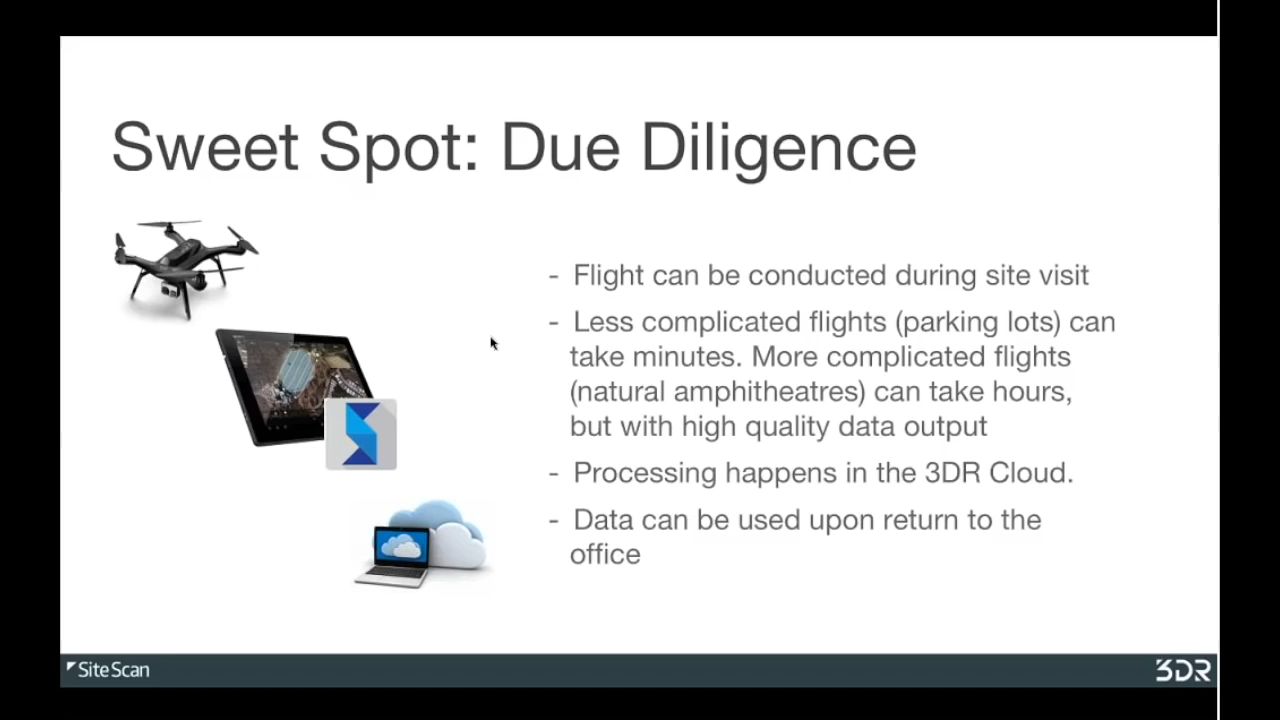 Sweet Spot: Due Diligence
- Flight can be conducted during site visit
- Less complicated flights (parking lots) can
take minutes. More complicated flights
(natural amphitheatres) can take hours,
but with high quality data output
- Processing happens in the 3DR Cloud.
- Data can be used upon return to the
office
SiteScan
3DR